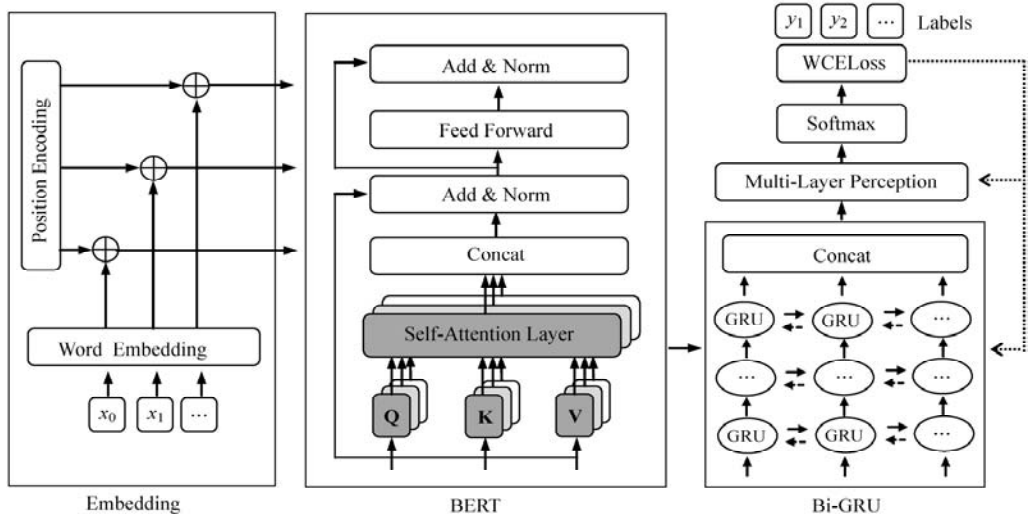 Position Encoding
Word Embedding
x0
x1
...
Embedding
Add & Norm
Feed Forward
Add & Norm
Concat
Self-Attention Layer
Q
K
V
BERT
y1
y2
...
Labels
WCELoss
Softmax
Multi-Layer Perception
Concat
GRU
GRU
...
...
...
...
GRU
GRU
...
Bi-GRU